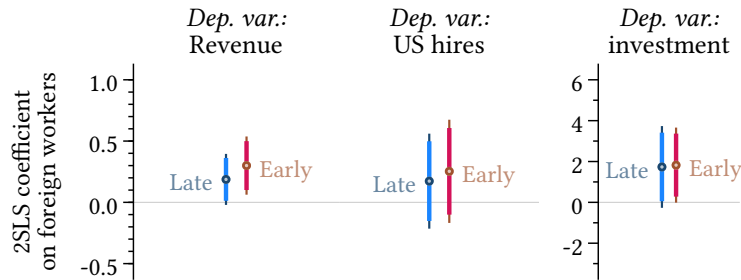 Dep. var.:
Revenue
Dep. var.:
US hires
Dep. var.:
investment
2SLS coefficient
on foreign workers
1.0
0.5
0.0
-0.5
Late
Early
Late
Early
6
4
2
0
-2
Late
Early